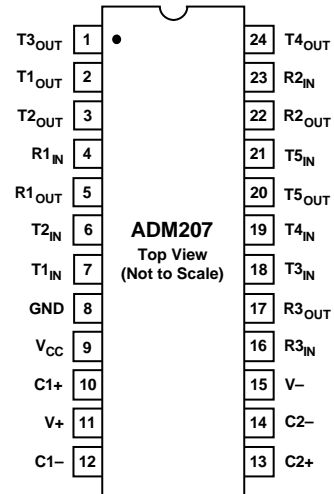 T3OUT 1 24 T4OUT
T1OUT 2 23 R2IN
T2OUT 3 22 R2OUT
R1IN 4 21 T5IN
R1OUT 5 20 T5OUT
T2IN 6 ADM207 19 T4IN
T1IN 7 Top View (Not to Scale) 18 T3IN
GND 8 17 R3OUT
VCC 9 16 R3IN
C1+ 10 15 V–
V+ 11 14 C2–
C1– 12 13 C2+